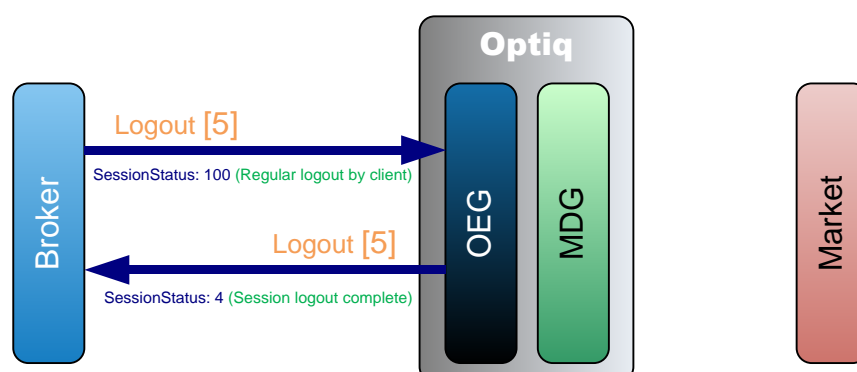 Optiq
Broker
Logout [5]
SessionStatus: 100 (Regular logout by client)
Logout [5]
SessionStatus: 4 (Session logout complete)
OEG
MDG
Market